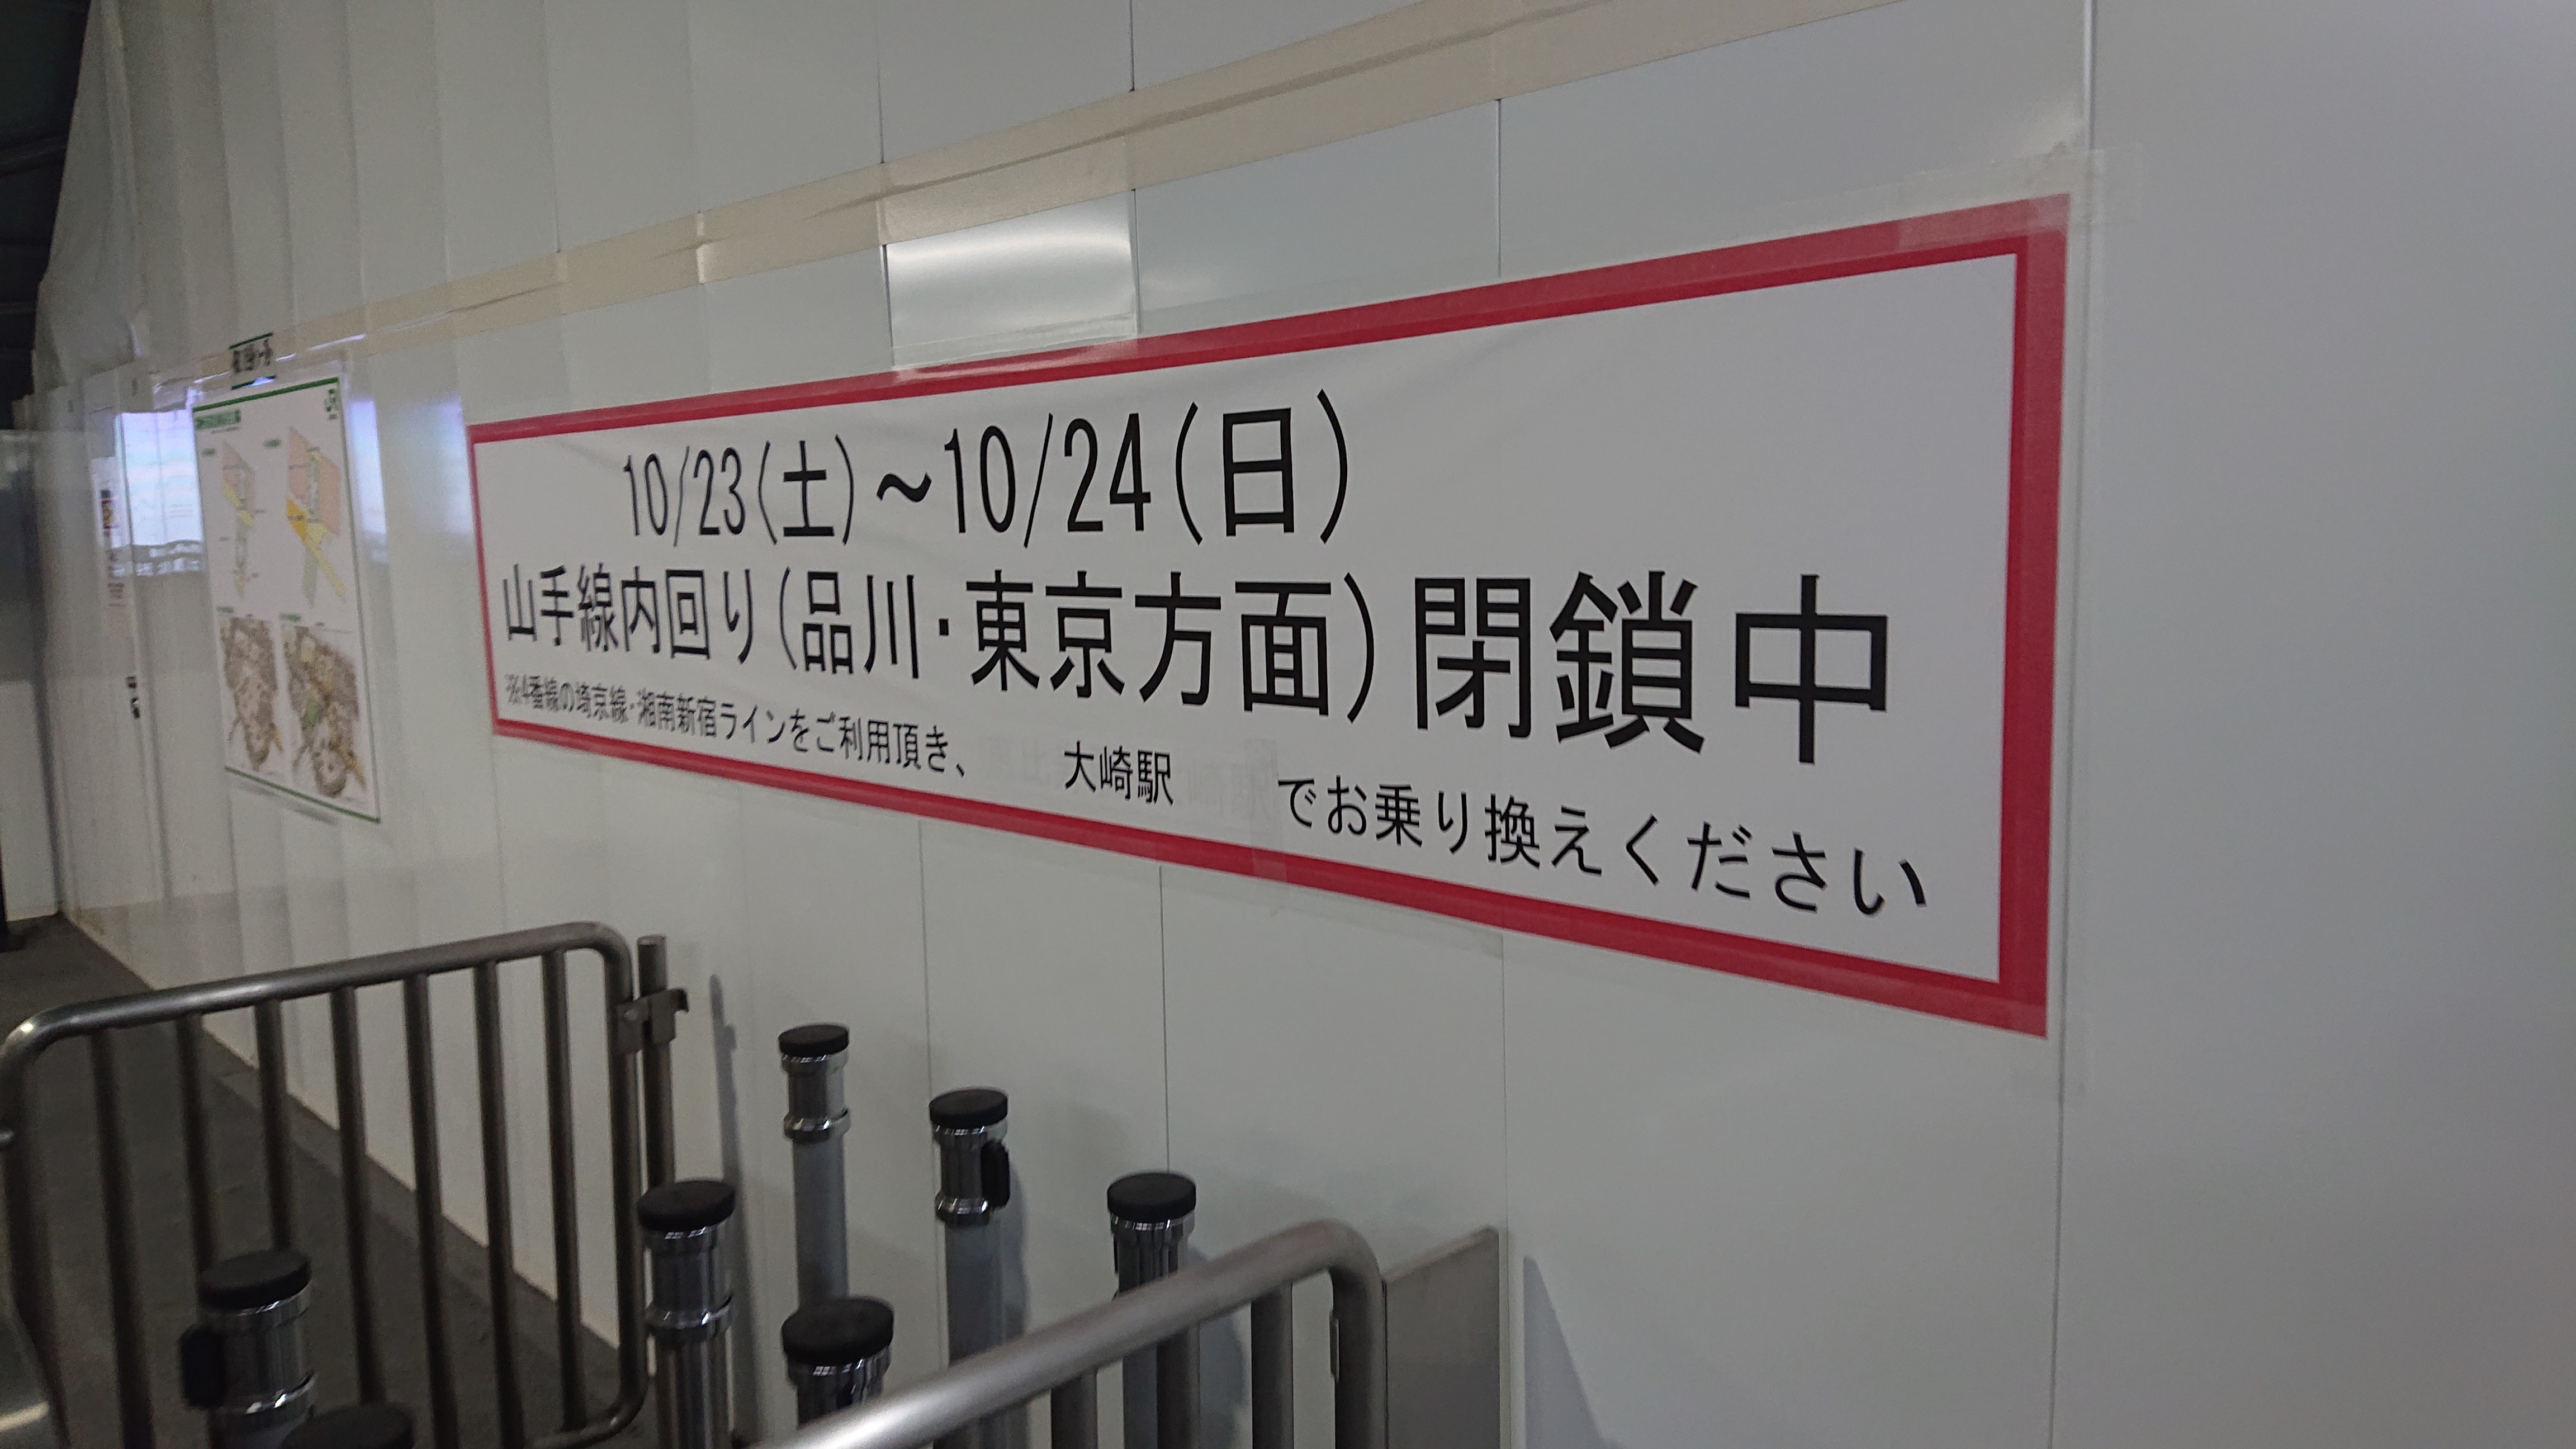 10/23(土)~10/24(日)
山手線内回り(品川・東京方面)閉鎖中
※4番線の埼京線・湘南新宿ラインをご利用頂き、 大崎駅 でお乗り換えください